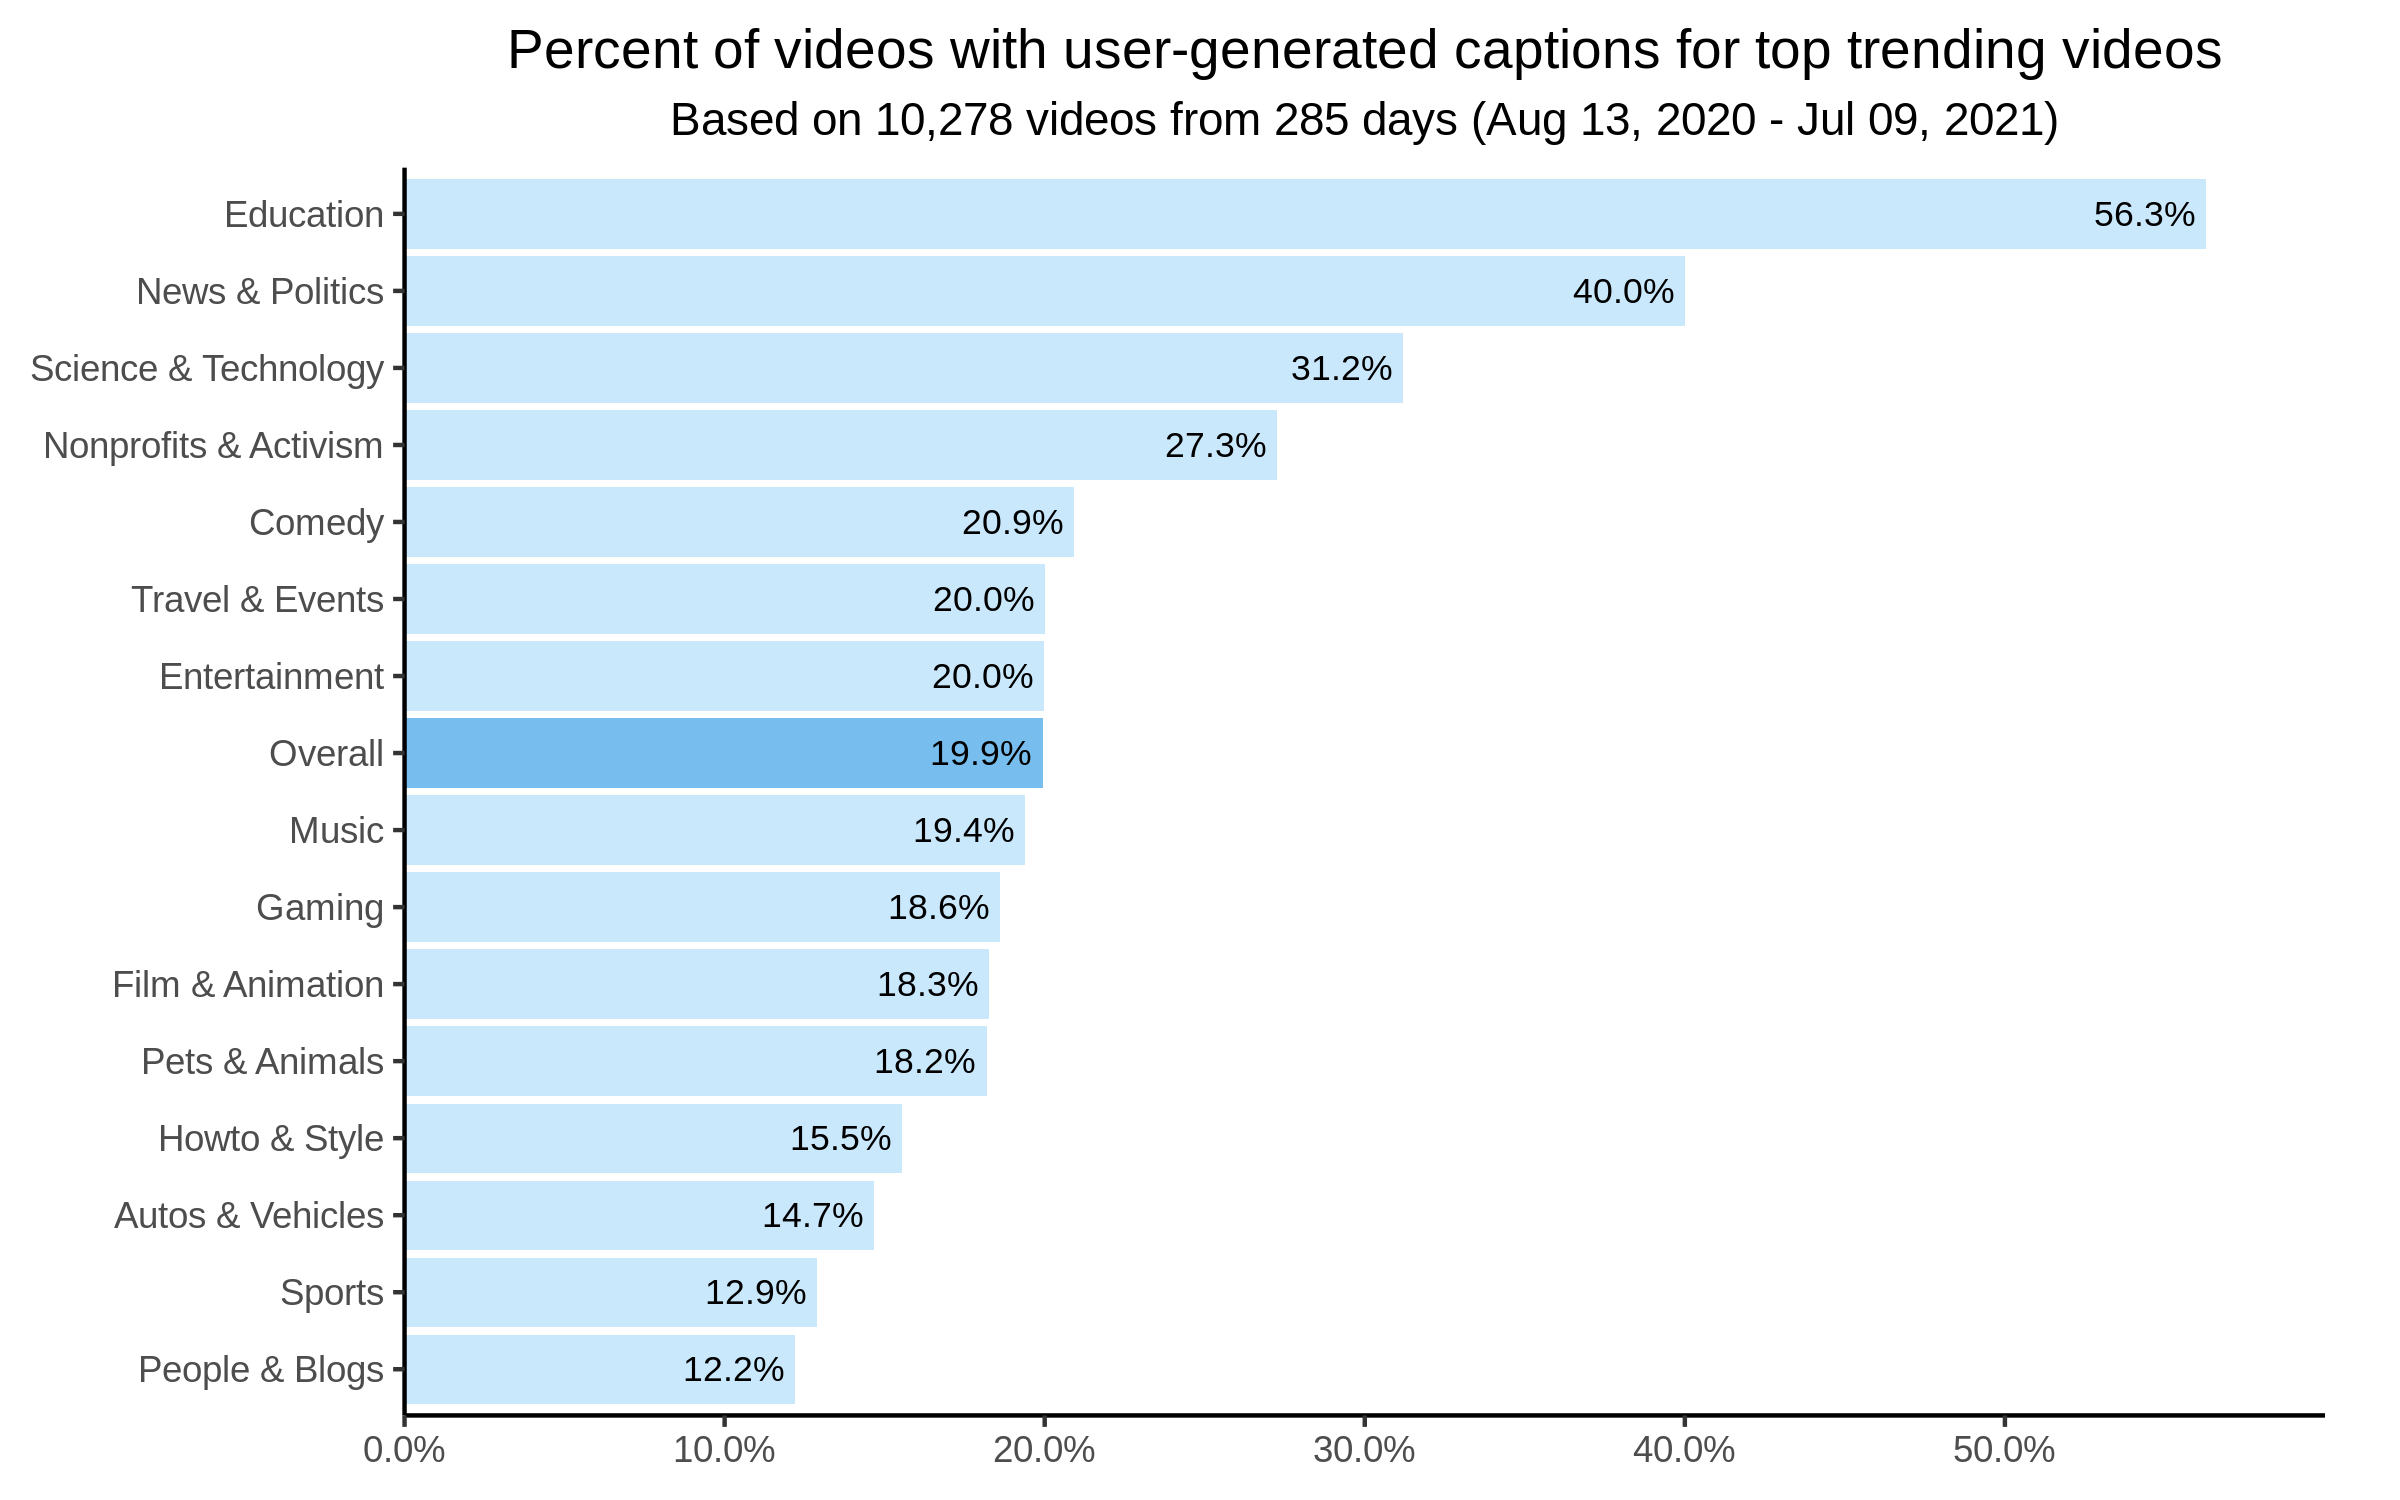 Percent of videos with user-generated captions for top trending videos
Based on 10,278 videos from 285 days (Aug 13, 2020 - Jul 09, 2021)
Education 56.3%
News & Politics 40.0%
Science & Technology 31.2%
Nonprofits & Activism 27.3%
Comedy 20.9%
Travel & Events 20.0%
Entertainment 20.0%
Overall 19.9%
Music 19.4%
Gaming 18.6%
Film & Animation 18.3%
Pets & Animals 18.2%
Howto & Style 15.5%
Autos & Vehicles 14.7%
Sports 12.9%
People & Blogs 12.2%
0.0% 10.0% 20.0% 30.0% 40.0% 50.0%